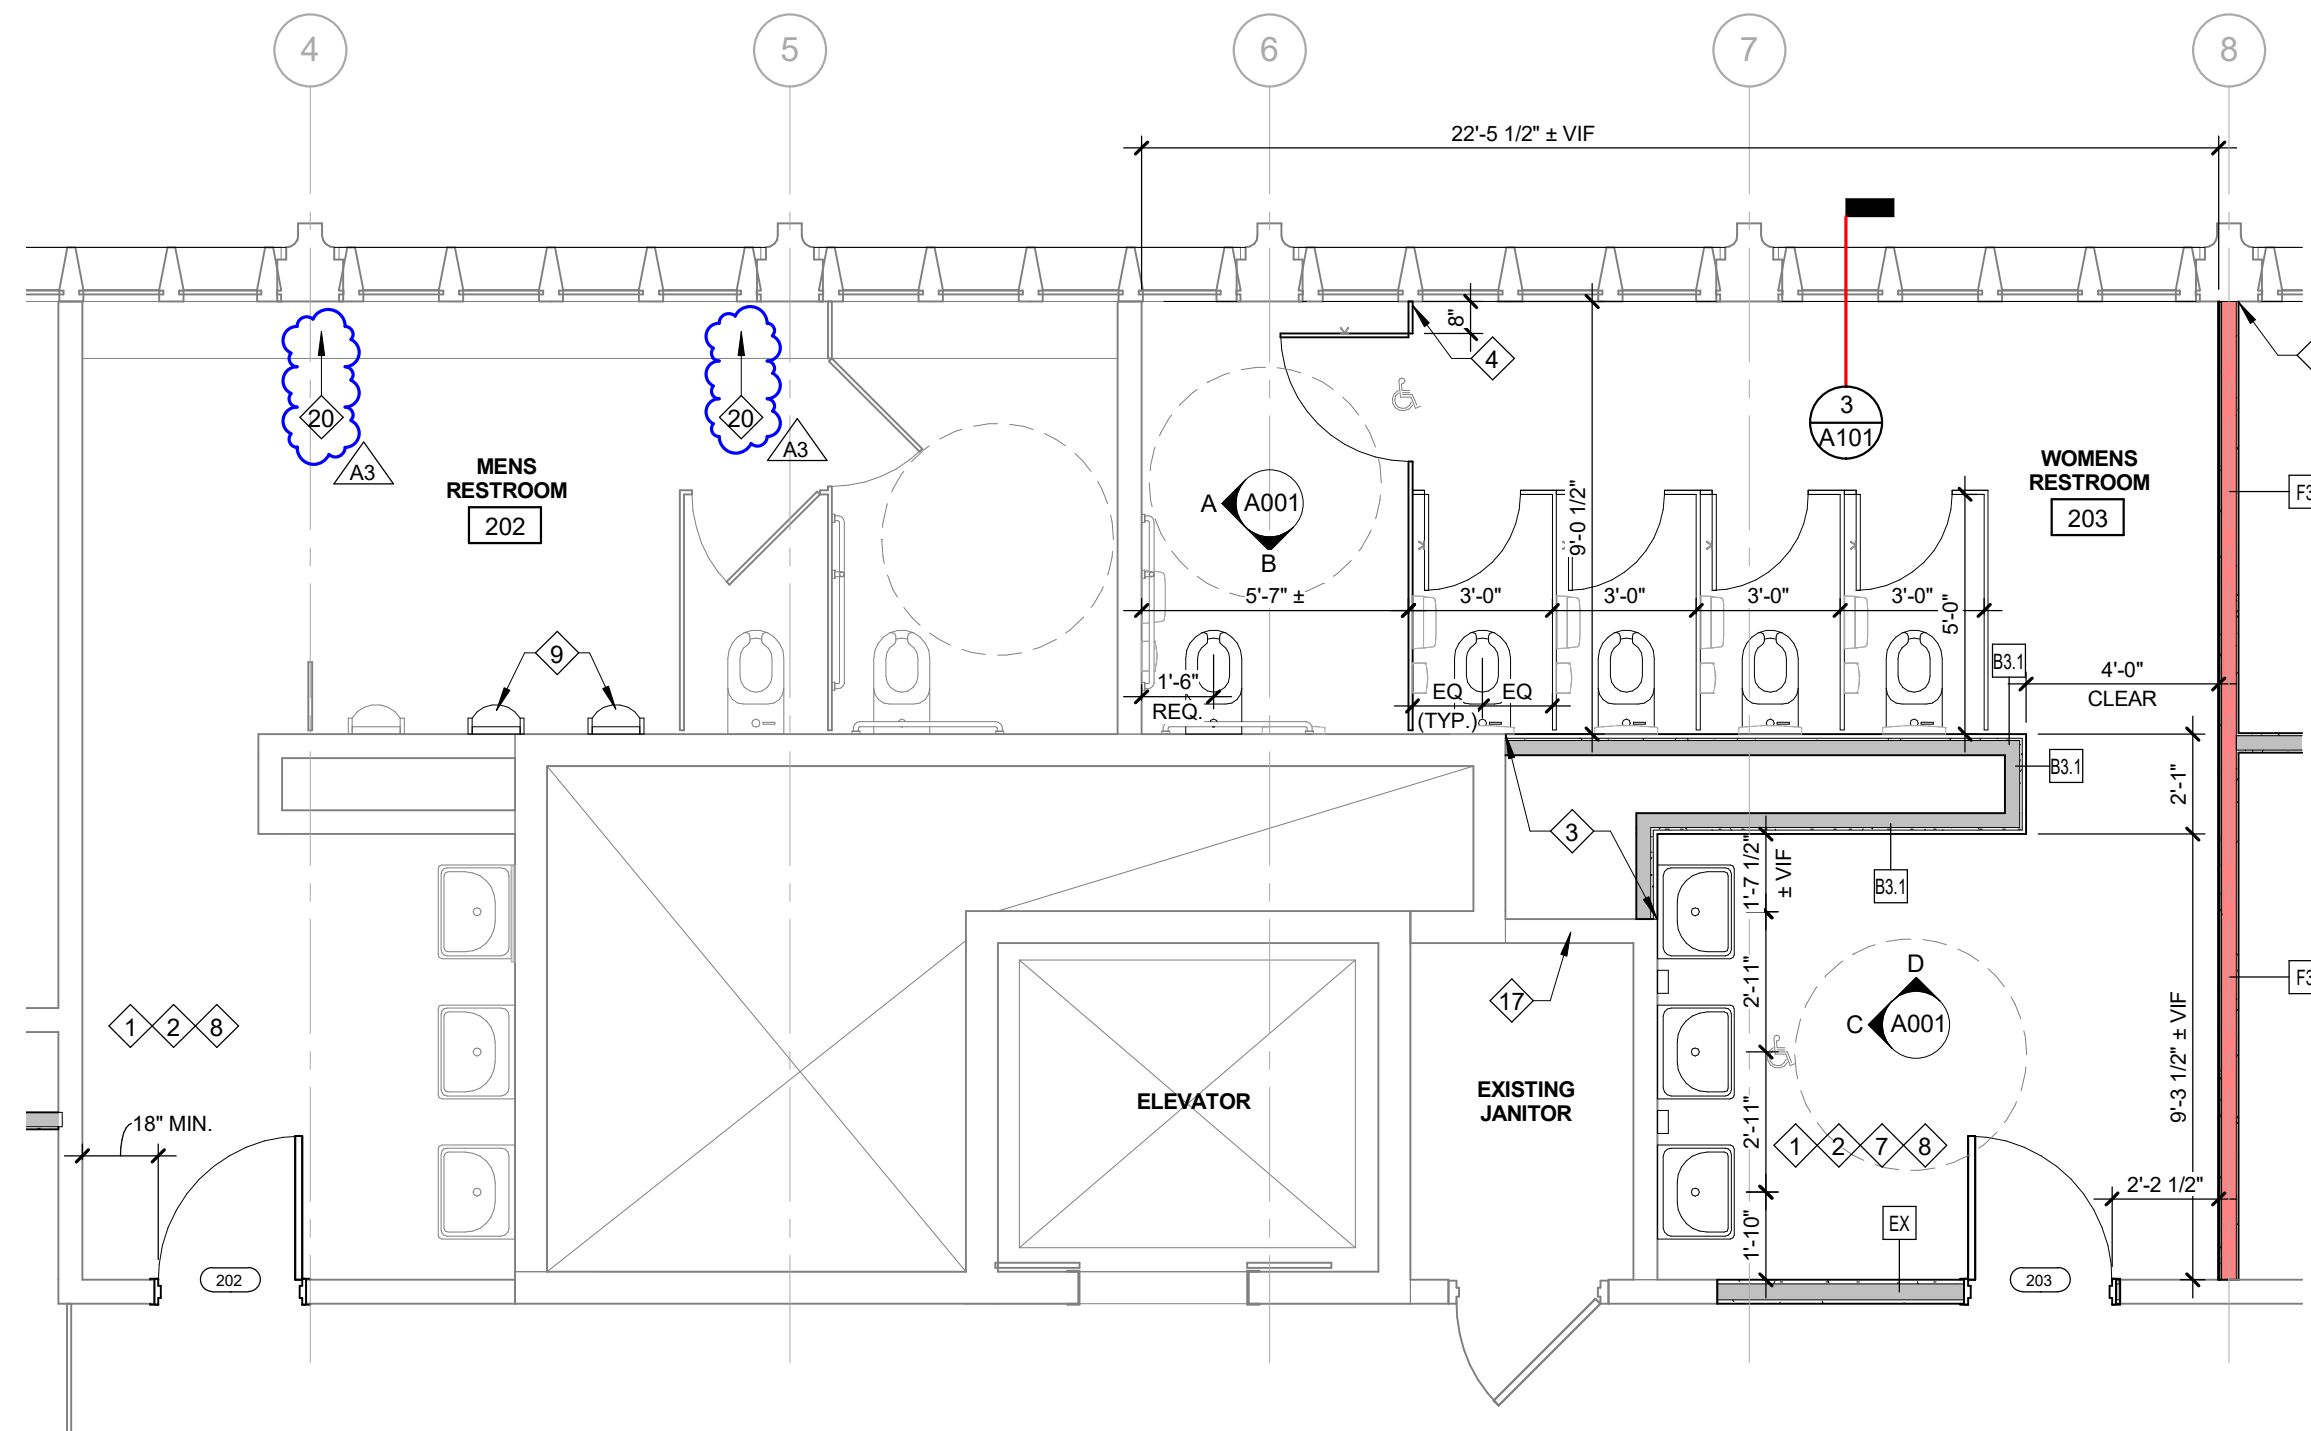 4
5
6
7
8
22'-5 1/2" ± VIF
8"
4
20
A3
20
A3
MENS
RESTROOM
202
A
A001
B
3
A101
WOMENS
RESTROOM
203
F3
9'-0 1/2"
5'-7" ±
3'-0"
3'-0"
3'-0"
3'-0"
5'-0"
9
1'-6"
REQ.
EQ
EQ
(TYP.)
B3.1
4'-0"
CLEAR
B3.1
2'-1"
3
1'-7 1/2"
± VIF
B3.1
2'-11"
D
C
A001
F3
17
1
2
8
ELEVATOR
EXISTING
JANITOR
18" MIN.
2'-11"
1
2
7
8
9'-3 1/2" ± VIF
2'-2 1/2"
1'-10"
EX
202
203